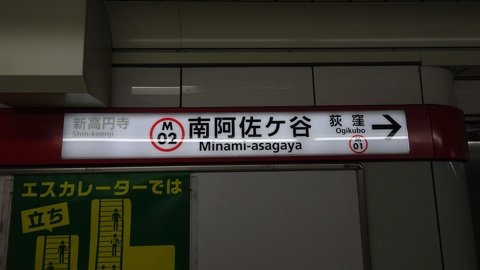 新高円寺
Shin-koenji
M
02
南阿佐ケ谷
Minami-asagaya
荻窪
Ogikubo
M
01
エスカレーターでは
立ち